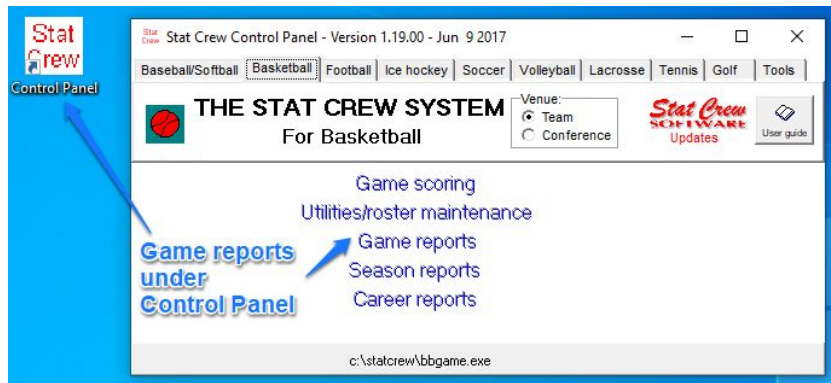 Stat
Crew
Control Panel
Stat Crew
Stat Crew Control Panel - Version 1.19.00 - Jun 9 2017
Baseball/Softball Basketball Football Ice hockey Soccer Volleyball Lacrosse Tennis Golf Tools
THE STAT CREW SYSTEM
For Basketball
Venue:
Team
Conference
Stat Crew
SOFTWARE
Updates
User guide
Game scoring
Utilities/roster maintenance
Game reports
Season reports
Career reports
Game reports
under
Control Panel
c:\statcrew\bbgame.exe